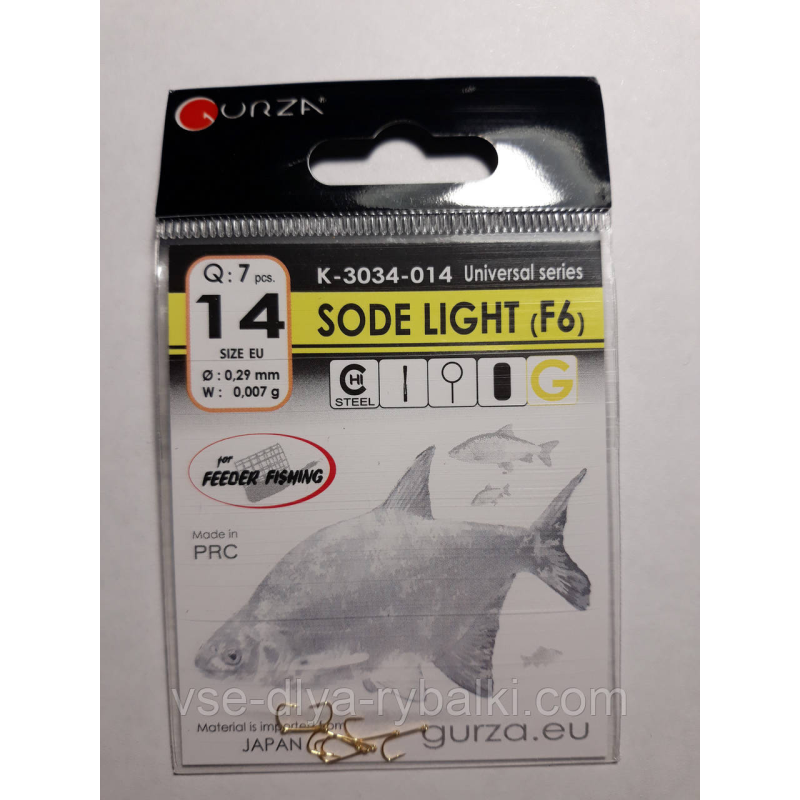 GURZA®
Q: 7 pcs.
14
SIZE EU
Ø : 0,29 mm
W : 0,007 g
K-3034-014 Universal series
SODE LIGHT (F6)
CHI
STEEL
G
for
FEEDER FISHING
Made in
PRC
vse-dlya-rybalki.com
Material is imported from
JAPAN
gurza.eu